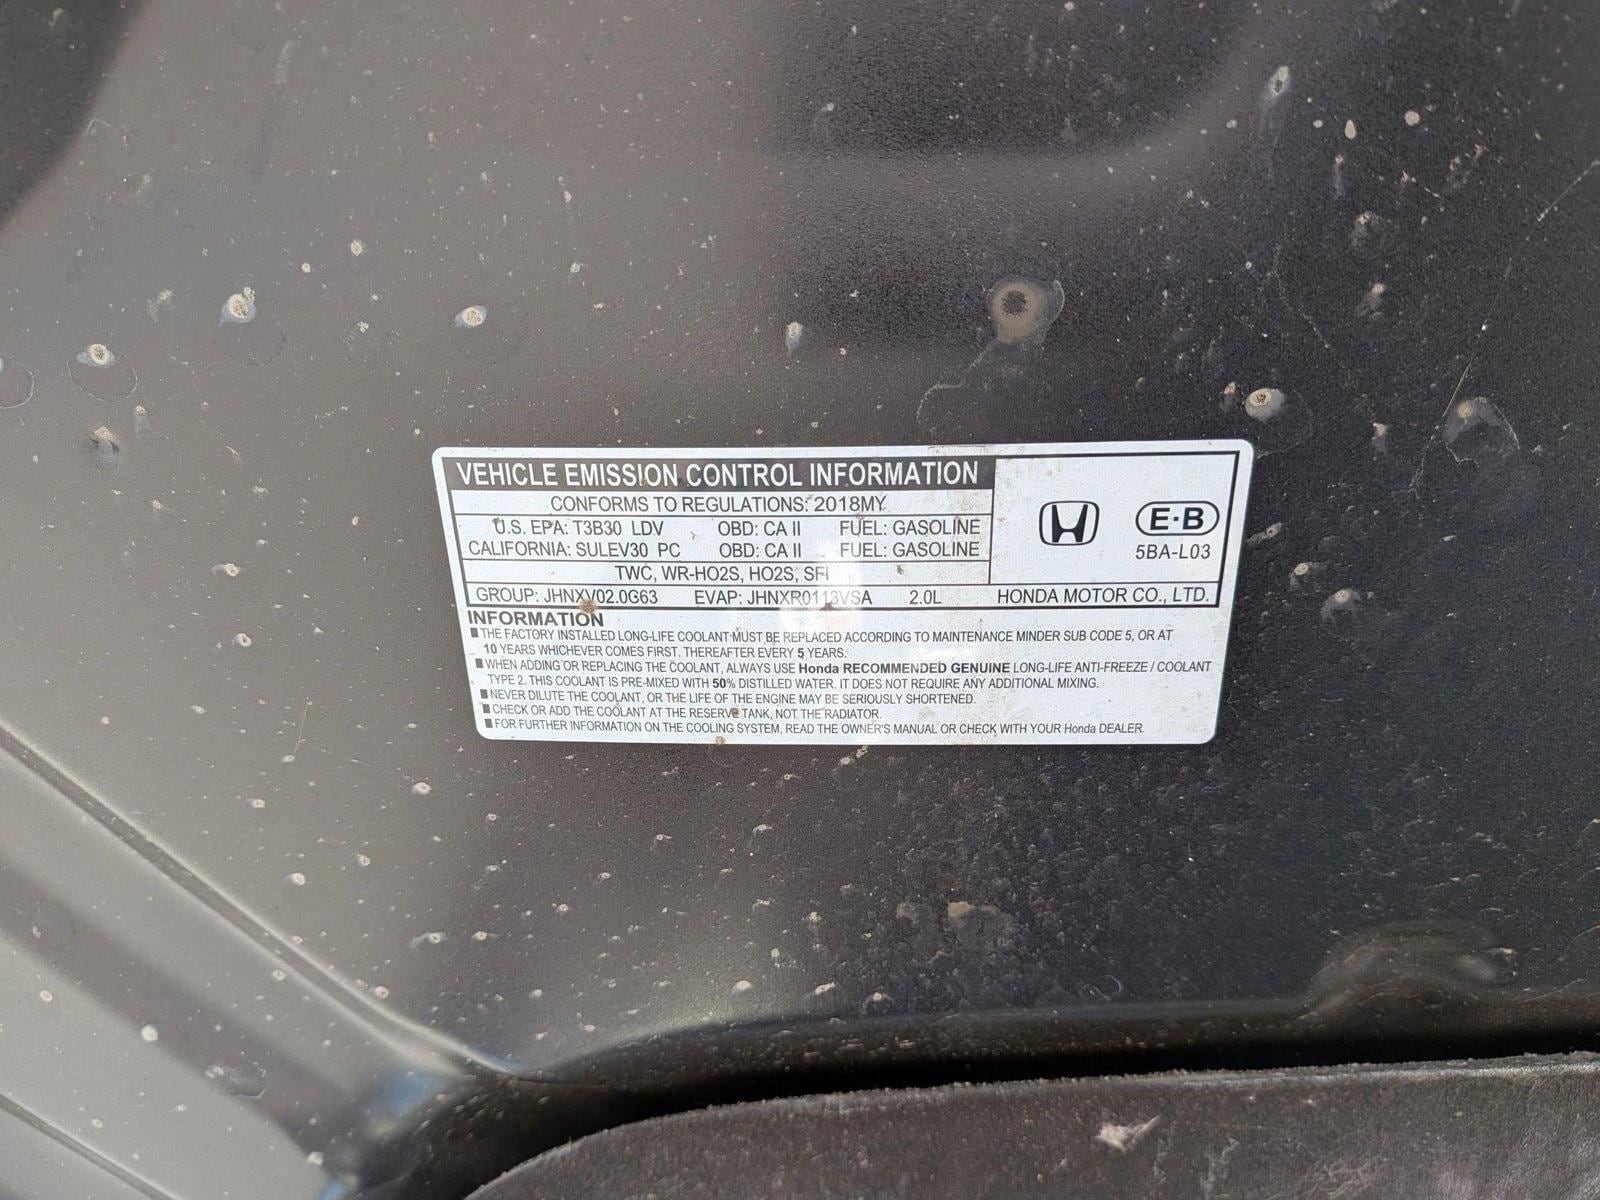 VEHICLE EMISSION CONTROL INFORMATION
CONFORMS TO REGULATIONS: 2018MY
U.S. EPA: T3B30 LDV OBD: CA II FUEL: GASOLINE
CALIFORNIA: SULEV30 PC OBD: CA II FUEL: GASOLINE
TWC, WR-HO2S, HO2S, SFI
E·B
5BA-L03
GROUP: JHNXV02.0G63 EVAP: JHNXR0113VSA 2.0L HONDA MOTOR CO., LTD.
INFORMATION
■ THE FACTORY INSTALLED LONG-LIFE COOLANT MUST BE REPLACED ACCORDING TO MAINTENANCE MINDER SUB CODE 5, OR AT
10 YEARS WHICHEVER COMES FIRST. THEREAFTER EVERY 5 YEARS.
■ WHEN ADDING OR REPLACING THE COOLANT, ALWAYS USE Honda RECOMMENDED GENUINE LONG-LIFE ANTI-FREEZE / COOLANT
TYPE 2. THIS COOLANT IS PRE-MIXED WITH 50% DISTILLED WATER. IT DOES NOT REQUIRE ANY ADDITIONAL MIXING.
■ NEVER DILUTE THE COOLANT, OR THE LIFE OF THE ENGINE MAY BE SERIOUSLY SHORTENED.
■ CHECK OR ADD THE COOLANT AT THE RESERVE TANK, NOT THE RADIATOR.
■ FOR FURTHER INFORMATION ON THE COOLING SYSTEM, READ THE OWNER'S MANUAL OR CHECK WITH YOUR Honda DEALER.